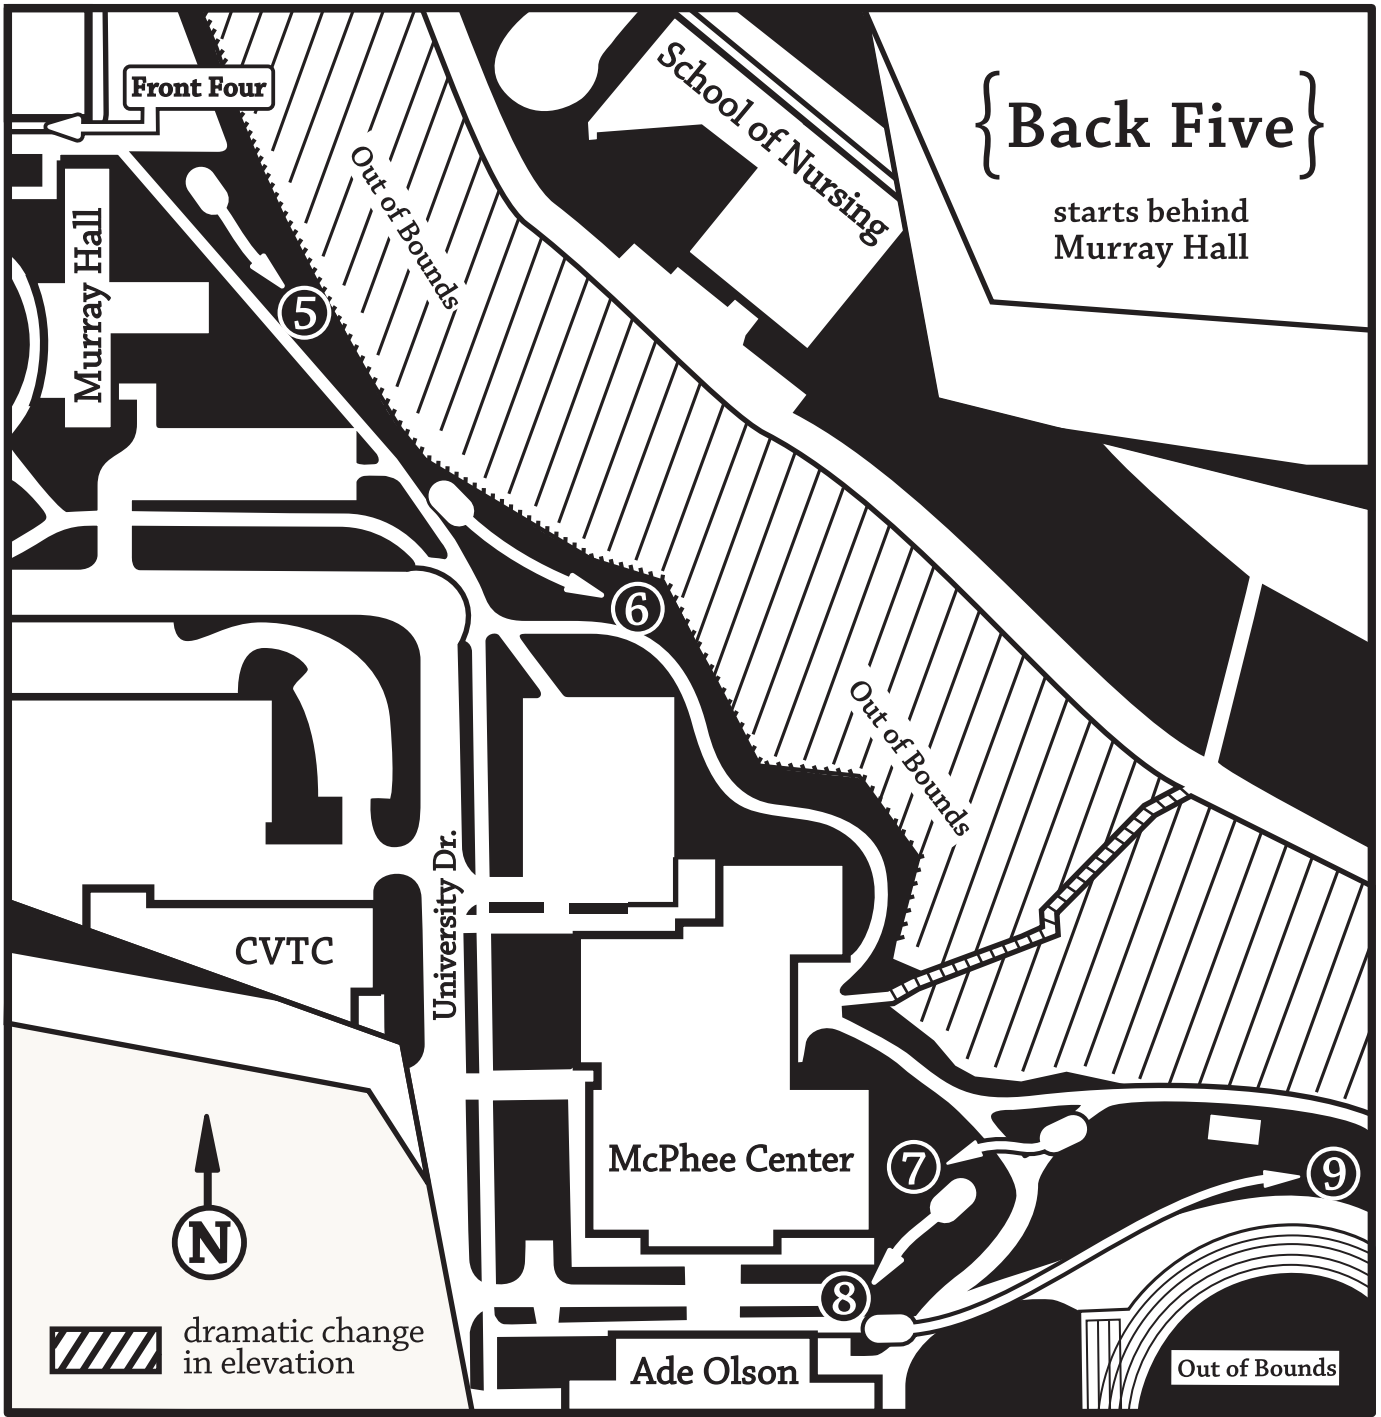 Front Four
School of Nursing
{Back Five}
starts behind
Murray Hall
Out of Bounds
Murray Hall
5
6
Out of Bounds
University Dr.
CVTC
McPhee Center
7
9
N
8
dramatic change
in elevation
Ade Olson
Out of Bounds